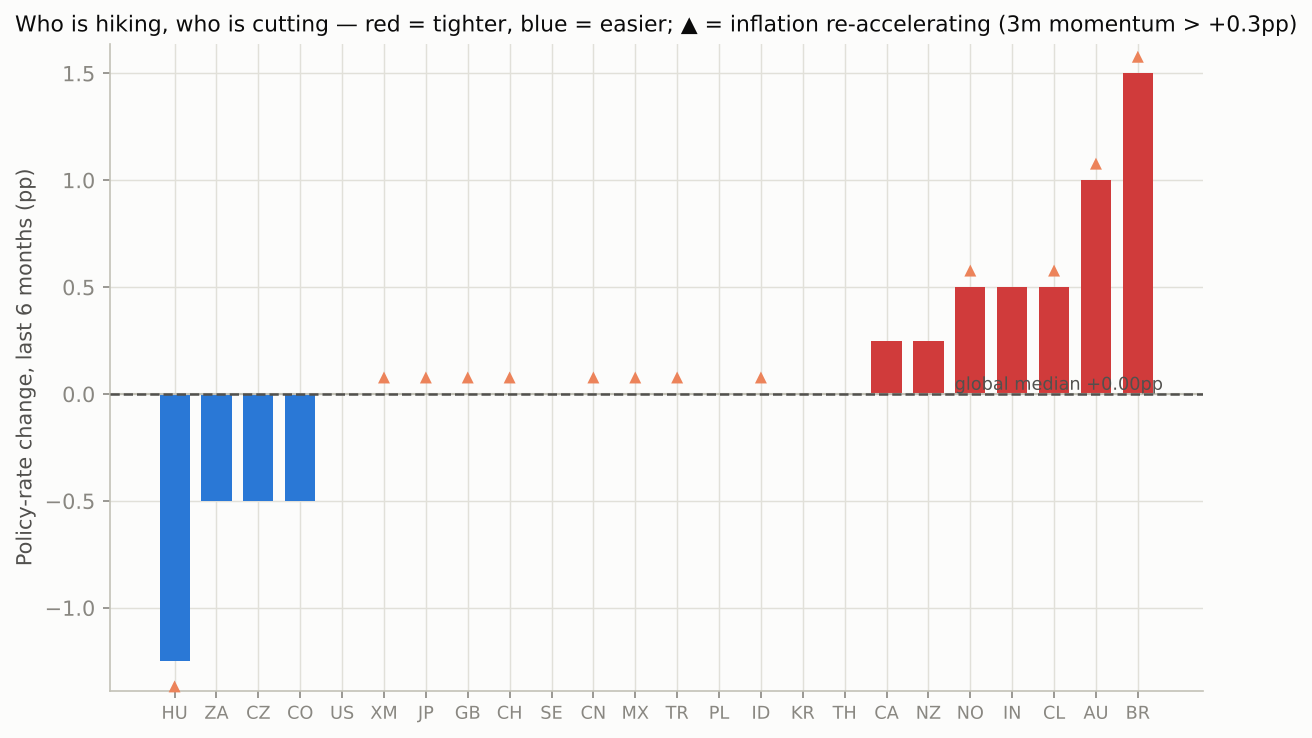 Who is hiking, who is cutting — red = tighter, blue = easier; ▲ = inflation re-accelerating (3m momentum > +0.3pp)
Policy-rate change, last 6 months (pp)
1.5
1.0
0.5
0.0
−0.5
−1.0
global median +0.00pp
HU ZA CZ CO US XM JP GB CH SE CN MX TR PL ID KR TH CA NZ NO IN CL AU BR